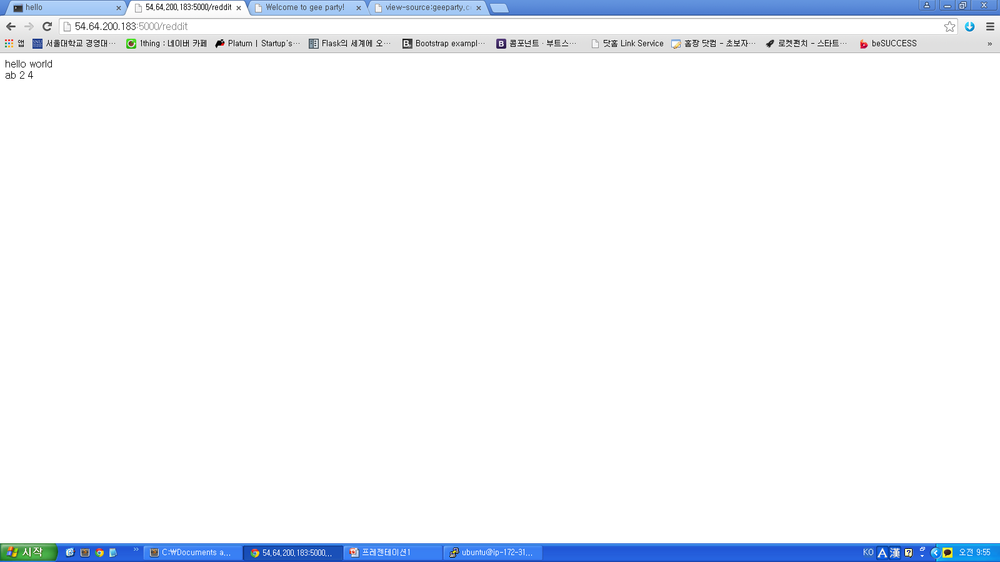 hello
54.64.200.183:5000/reddit
Welcome to gee party!
view-source:geeparty.c
54.64.200.183:5000/reddit
앱
서울대학교 경영대…
1thing : 네이버 카페
Platum | Startup's…
Flask의 세계에 오…
Bootstrap exampl…
콤포넌트 · 부트스…
닷홈 Link Service
홈짱 닷컴 - 초보자…
로켓펀치 - 스타트…
beSUCCESS
»
hello world
ab 2 4
시작
»
C:₩Documents a...
54.64.200.183:5000...
프레젠테이션1
ubuntu@ip-172-31...
KO
A
漢
오전 9:55